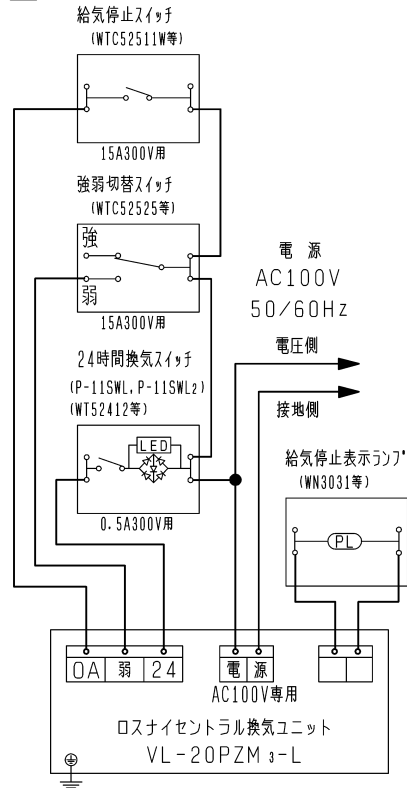 給気停止スイッチ
(WTC52511W等)
15A300V用
強弱切替スイッチ
(WTC52525等)
強
弱
15A300V用
電 源
AC100V
50/60Hz
電圧側
接地側
24時間換気スイッチ
(P-11SWL, P-11SWL2)
(WT52412等)
LED
0.5A300V用
給気停止表示ランプ
(WN3031等)
PL
OA 弱 24
電 源
AC100V専用
ロスナイセントラル換気ユニット
VL-20PZM3-L